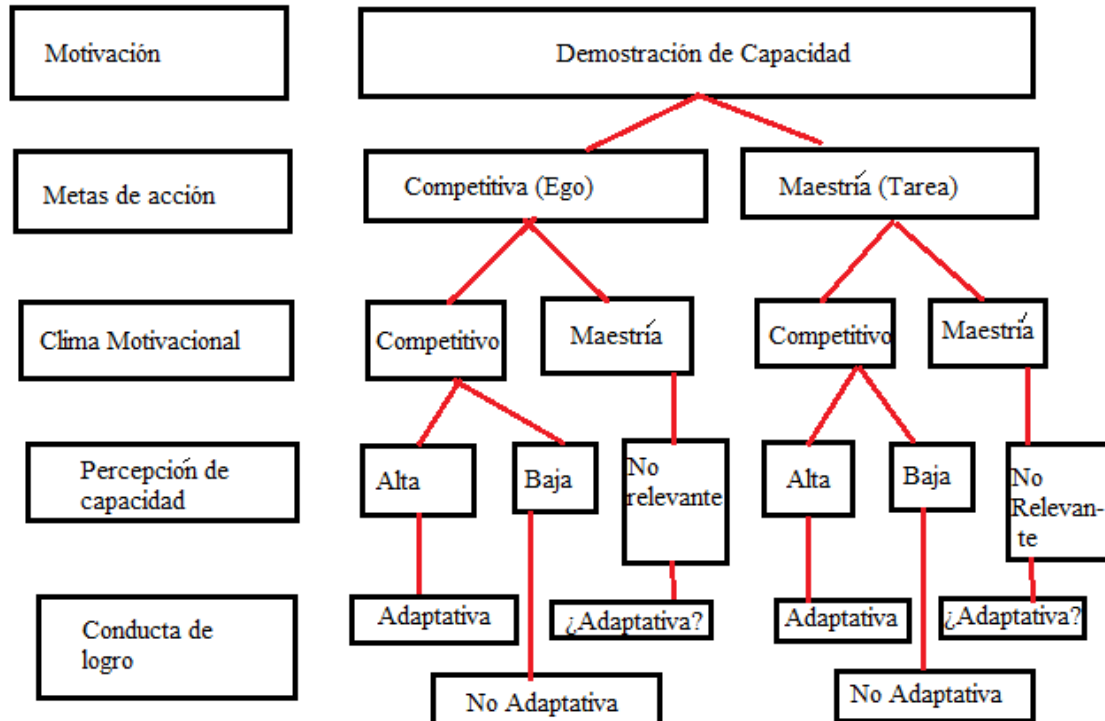 Motivación
Demostración de Capacidad
Metas de acción
Competitiva (Ego)
Maestría (Tarea)
Clima Motivacional
Competitivo
Maestría
Competitivo
Maestría
Percepción de
capacidad
Alta
Baja
No
relevante
Alta
Baja
No
Relevan-
te
Conducta de
logro
Adaptativa
¿Adaptativa?
Adaptativa
¿Adaptativa?
No Adaptativa
No Adaptativa